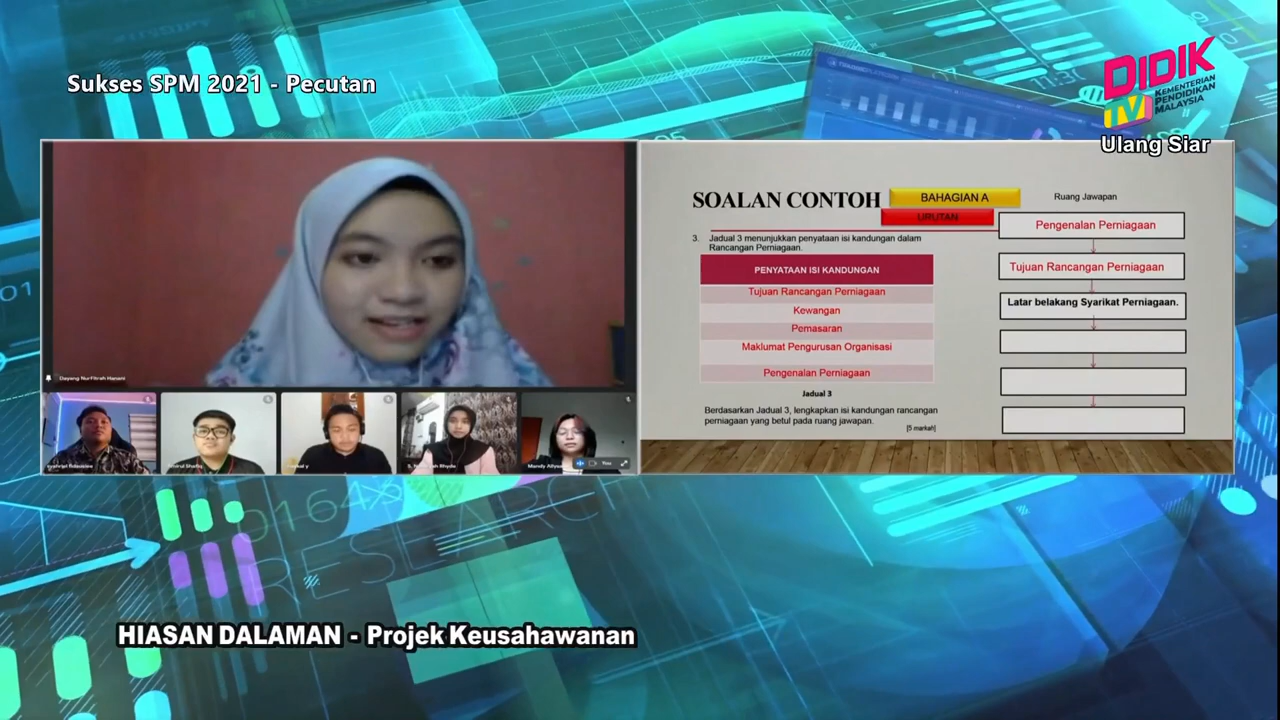 Sukses SPM 2021 - Pecutan
DIDIK
TV
KEMENTERIAN
PENDIDIKAN
MALAYSIA
Ulang Siar
SOALAN CONTOH
BAHAGIAN A
URUTAN
Ruang Jawapan
3. Jadual 3 menunjukkan penyataan isi kandungan dalam
Rancangan Perniagaan.
PENYATAAN ISI KANDUNGAN
Tujuan Rancangan Perniagaan
Kewangan
Pemasaran
Maklumat Pengurusan Organisasi
Pengenalan Perniagaan
Jadual 3
Berdasarkan Jadual 3, lengkapkan isi kandungan rancangan
perniagaan yang betul pada ruang jawapan.
[5 markah]
Pengenalan Perniagaan
Tujuan Rancangan Perniagaan
Latar belakang Syarikat Perniagaan.
Dayang Nur Fitrah Hanani
You
HIASAN DALAMAN - Projek Keusahawanan